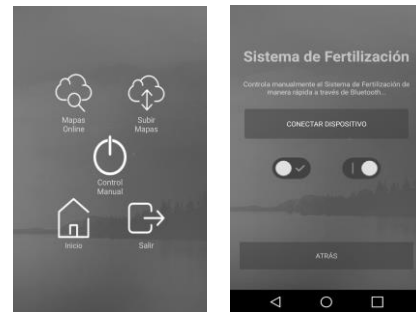 Mapas
Online
Subir
Mapas
Control
Manual
Inicio
Salir
Sistema de Fertilización
Controla manualmente el Sistema de Fertilización de
manera rápida a través de Bluetooth...
CONECTAR DISPOSITIVO
ATRÁS